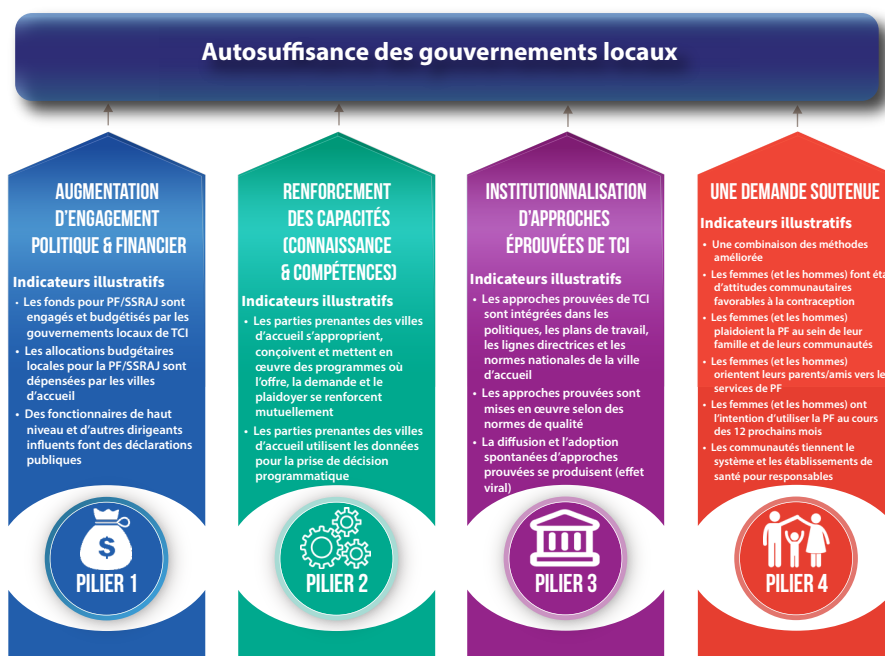 Autosuffisance des gouvernements locaux
AUGMENTATION
D'ENGAGEMENT
POLITIQUE & FINANCIER
Indicateurs illustratifs
• Les fonds pour PF/SSRAJ sont
engagés et budgétisés par les
gouvernements locaux de TCI
• Les allocations budgétaires
locales pour la PF/SSRAJ sont
dépensées par les villes
d'accueil
• Des fonctionnaires de haut
niveau et d'autres dirigeants
influents font des déclarations
publiques
$
PILIER 1
RENFORCEMENT
DES CAPACITÉS
(CONNAISSANCE
& COMPÉTENCES)
Indicateurs illustratifs
• Les parties prenantes des villes
d'accueil s'approprient,
conçoivent et mettent en
œuvre des programmes où
l'offre, la demande et le
plaidoyer se renforcent
mutuellement
• Les parties prenantes des villes
d'accueil utilisent les données
pour la prise de décision
programmatique
PILIER 2
INSTITUTIONNALISATION
D'APPROCHES
ÉPROUVÉES DE TCI
Indicateurs illustratifs
• Les approches prouvées de TCI
sont intégrées dans les
politiques, les plans de travail,
les lignes directrices et les
normes nationales de la ville
d'accueil
• Les approches prouvées sont
mises en œuvre selon des
normes de qualité
• La diffusion et l'adoption
spontanées d'approches
prouvées se produisent (effet
viral)
PILIER 3
UNE DEMANDE SOUTENUE
Indicateurs illustratifs
• Une combinaison des méthodes
améliorée
• Les femmes (et les hommes) font éta
d'attitudes communautaires
favorables à la contraception
• Les femmes (et les hommes)
plaidoient la PF au sein de leur
famille et de leurs communautés
• Les femmes (et les hommes)
orientent leurs parents/amis vers le
services de PF
• Les femmes (et les hommes) ont
l'intention d'utiliser la PF au cours
des 12 prochains mois
• Les communautés tiennent le
système et les établissements de
santé pour responsables
PILIER 4